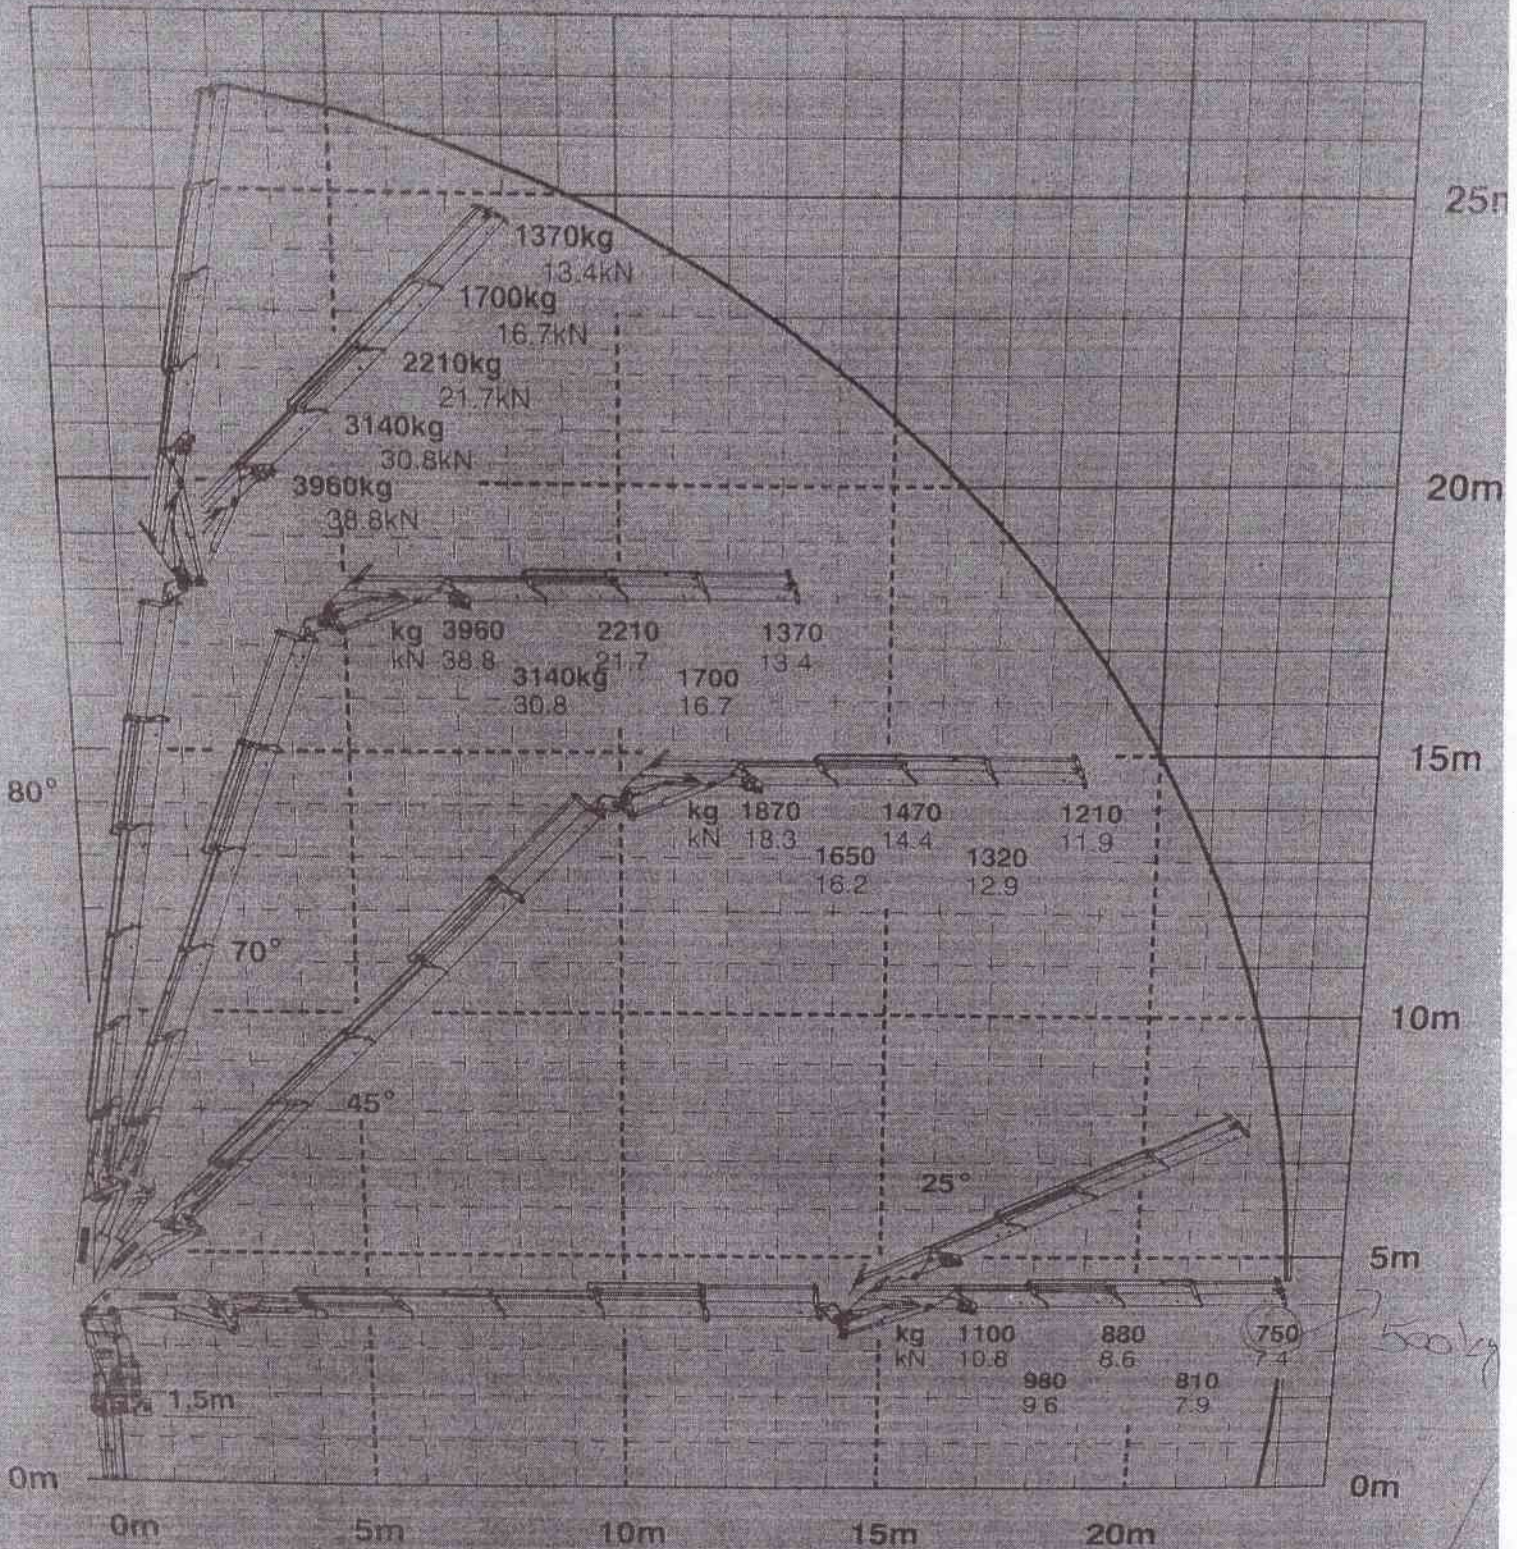 25m
1370kg
13.4kN
1700kg
16.7kN
2210kg
21.7kN
3140kg
30.8kN
3960kg
38.8kN
20m
kg 3960 2210 1370
kN 38.8 21.7 13.4
3140kg 1700
30.8 16.7
15m
80°
kg 1870 1470 1210
kN 18.3 14.4 11.9
1650 1320
16.2 12.9
70°
10m
45°
25°
5m
kg 1100 880 750
kN 10.8 8.6 7.4
500kg
980 810
9.6 7.9
1.5m
0m 0m
0m 5m 10m 15m 20m